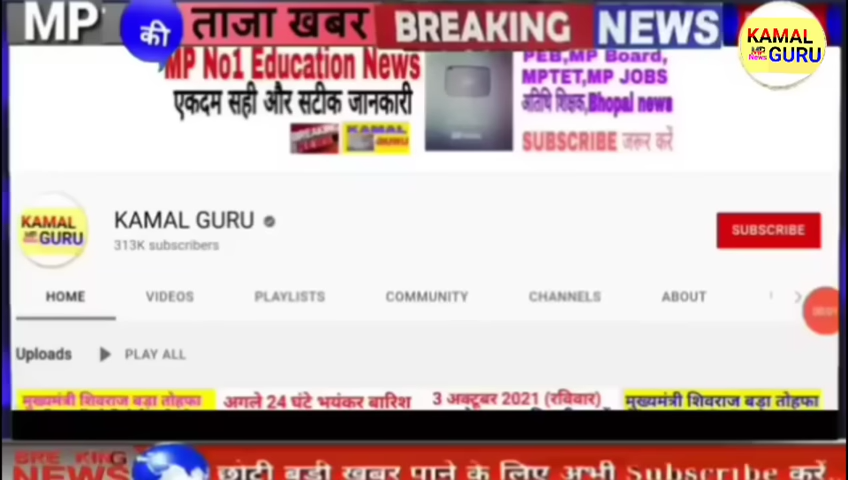 MP की ताजा खबर BREAKING NEWS
KAMAL
MP
News GURU
MP No1 Education News
एकदम सही और सटीक जानकारी
PEB,MP Board,
MPTET,MP JOBS
अतिथि शिक्षक,Bhopal news
SUBSCRIBE जरूर करें
KAMAL
GURU
KAMAL GURU
313K subscribers
SUBSCRIBE
HOME VIDEOS PLAYLISTS COMMUNITY CHANNELS ABOUT
Uploads PLAY ALL
मुख्यमंत्री शिवराज बड़ा तोहफा अगले 24 घंटे भयंकर बारिश 3 अक्टूबर 2021 (रविवार) मुख्यमंत्री शिवराज बड़ा तोहफा
BREAKING
NEWS
बड़ी खबर पाने के लिए अभी Subscribe करें..